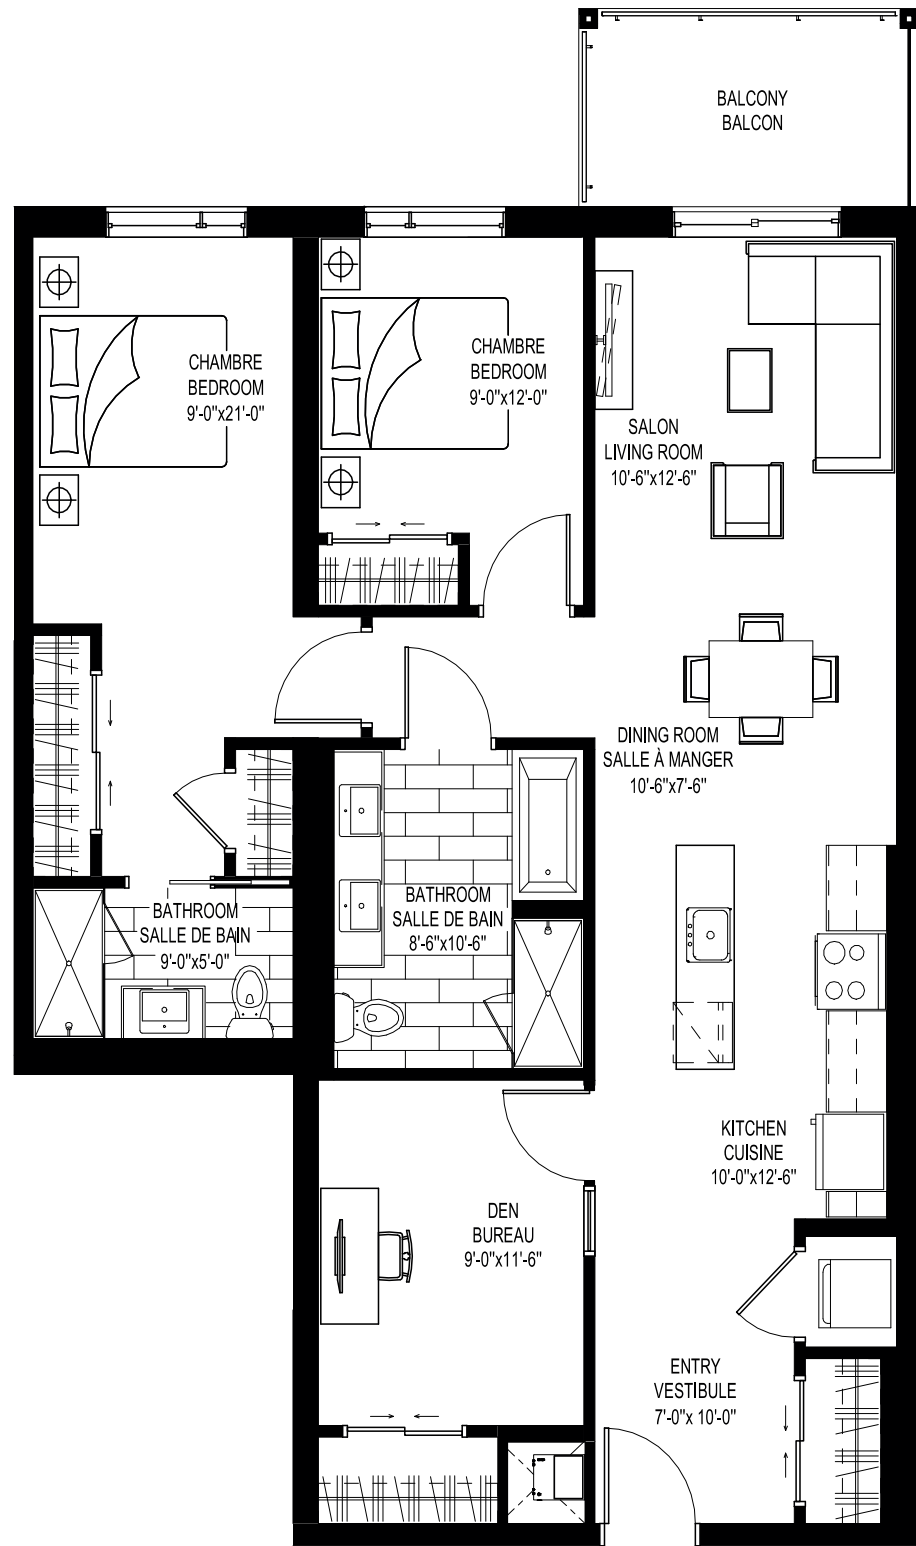 BALCONY
BALCON
CHAMBRE
BEDROOM
9'-0"x21'-0"
CHAMBRE
BEDROOM
9'-0"x12'-0"
SALON
LIVING ROOM
10'-6"x12'-6"
DINING ROOM
SALLE À MANGER
10'-6"x7'-6"
BATHROOM
SALLE DE BAIN
9'-0"x5'-0"
BATHROOM
SALLE DE BAIN
8'-6"x10'-6"
KITCHEN
CUISINE
10'-0"x12'-6"
DEN
BUREAU
9'-0"x11'-6"
ENTRY
VESTIBULE
7'-0"x 10'-0"